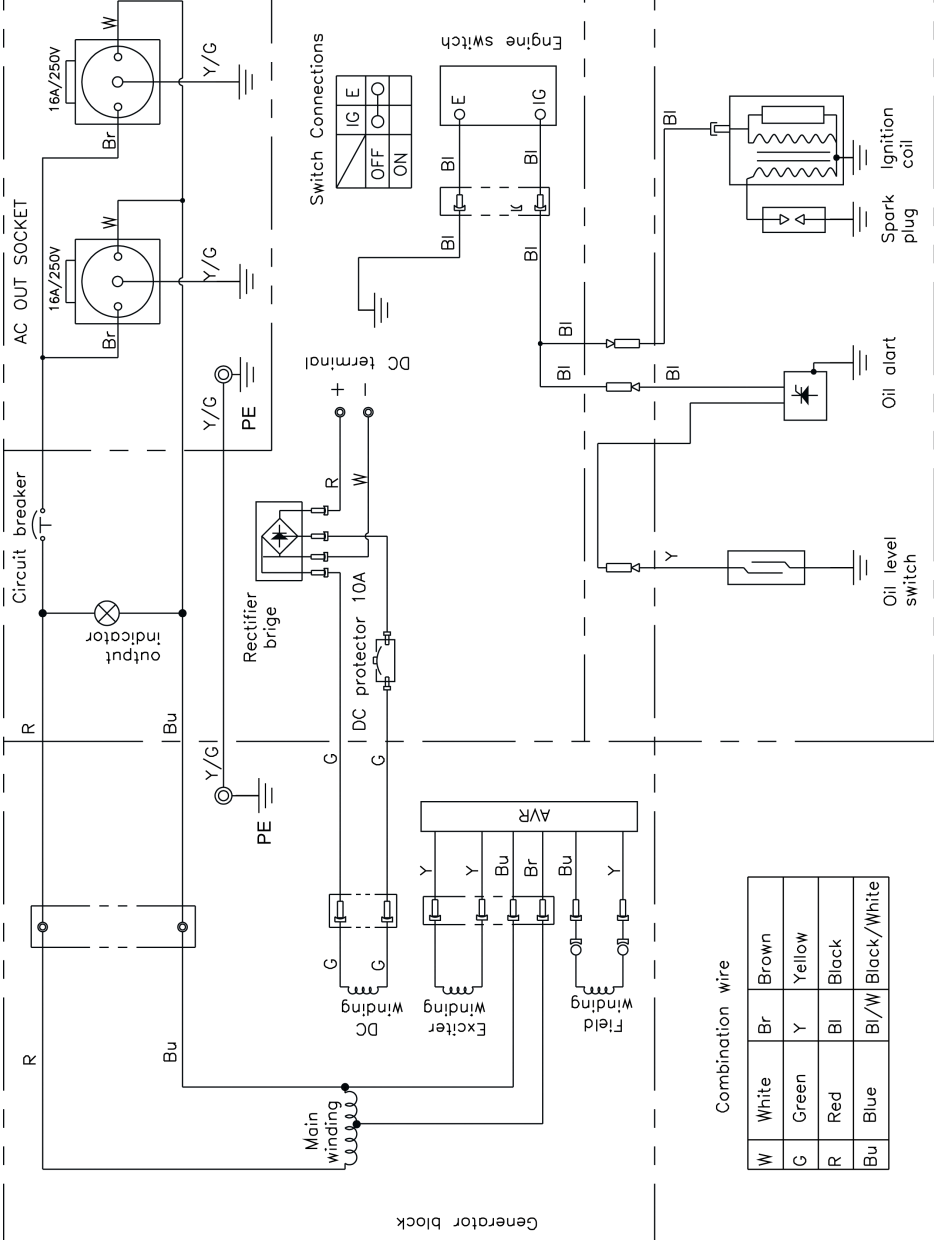 AC OUT SOCKET
16A/250V
16A/250V
Br
W
Y/G
Br
W
Y/G
Circuit breaker
output
indicator
R
Bu
R
Bu
Y/G
PE
Y/G
PE
Rectifier
brige
DC protector 10A
R
W
+
−
DC terminal
G
G
G
G
DC
winding
Exciter
winding
Field
winding
Y
Y
Bu
Br
Bu
Y
AVR
Main
winding
Generator block
Switch Connections
IG
E
OFF
ON
Engine switch
E
IG
Bl
Bl
Bl
Bl
Bl
Bl
Bl
Bl
Y
Ignition
coil
Spark
plug
Oil alart
Oil level
switch
Combination wire
W White Br Brown
G Green Y Yellow
R Red Bl Black
Bu Blue Bl/W Black/White